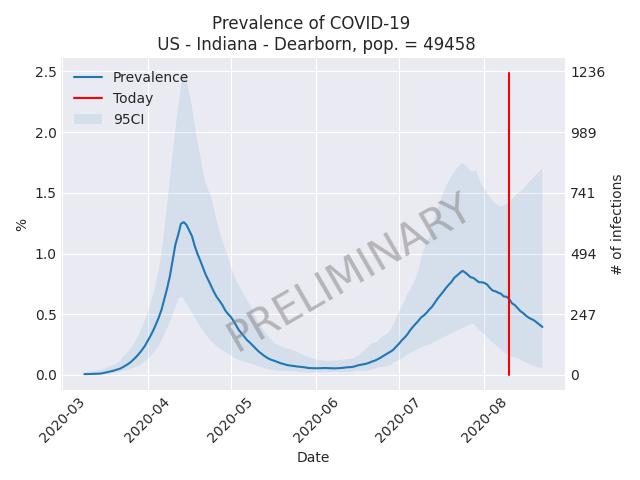 Prevalence of COVID-19
US - Indiana - Dearborn, pop. = 49458
Prevalence
Today
95CI
2.5
2.0
1.5
1.0
0.5
0.0
%
1236
989
741
494
247
0
# of infections
PRELIMINARY
2020-03
2020-04
2020-05
2020-06
2020-07
2020-08
Date